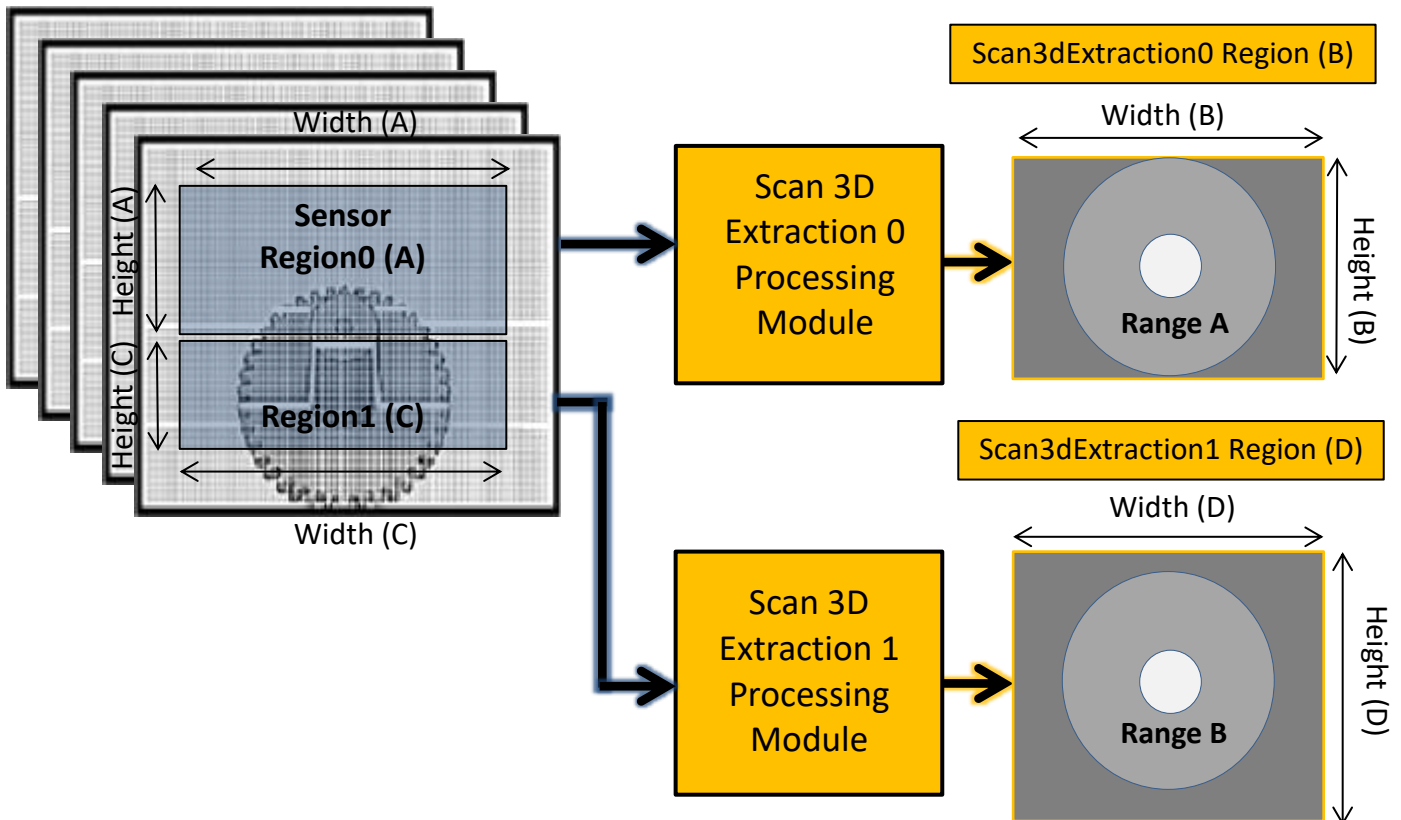 Width (A)
Height (A)
Sensor
Region0 (A)
Height (C)
Region1 (C)
Width (C)
Scan 3D
Extraction 0
Processing
Module
Scan3dExtraction0 Region (B)
Width (B)
Range A
Height (B)
Scan 3D
Extraction 1
Processing
Module
Scan3dExtraction1 Region (D)
Width (D)
Range B
Height (D)